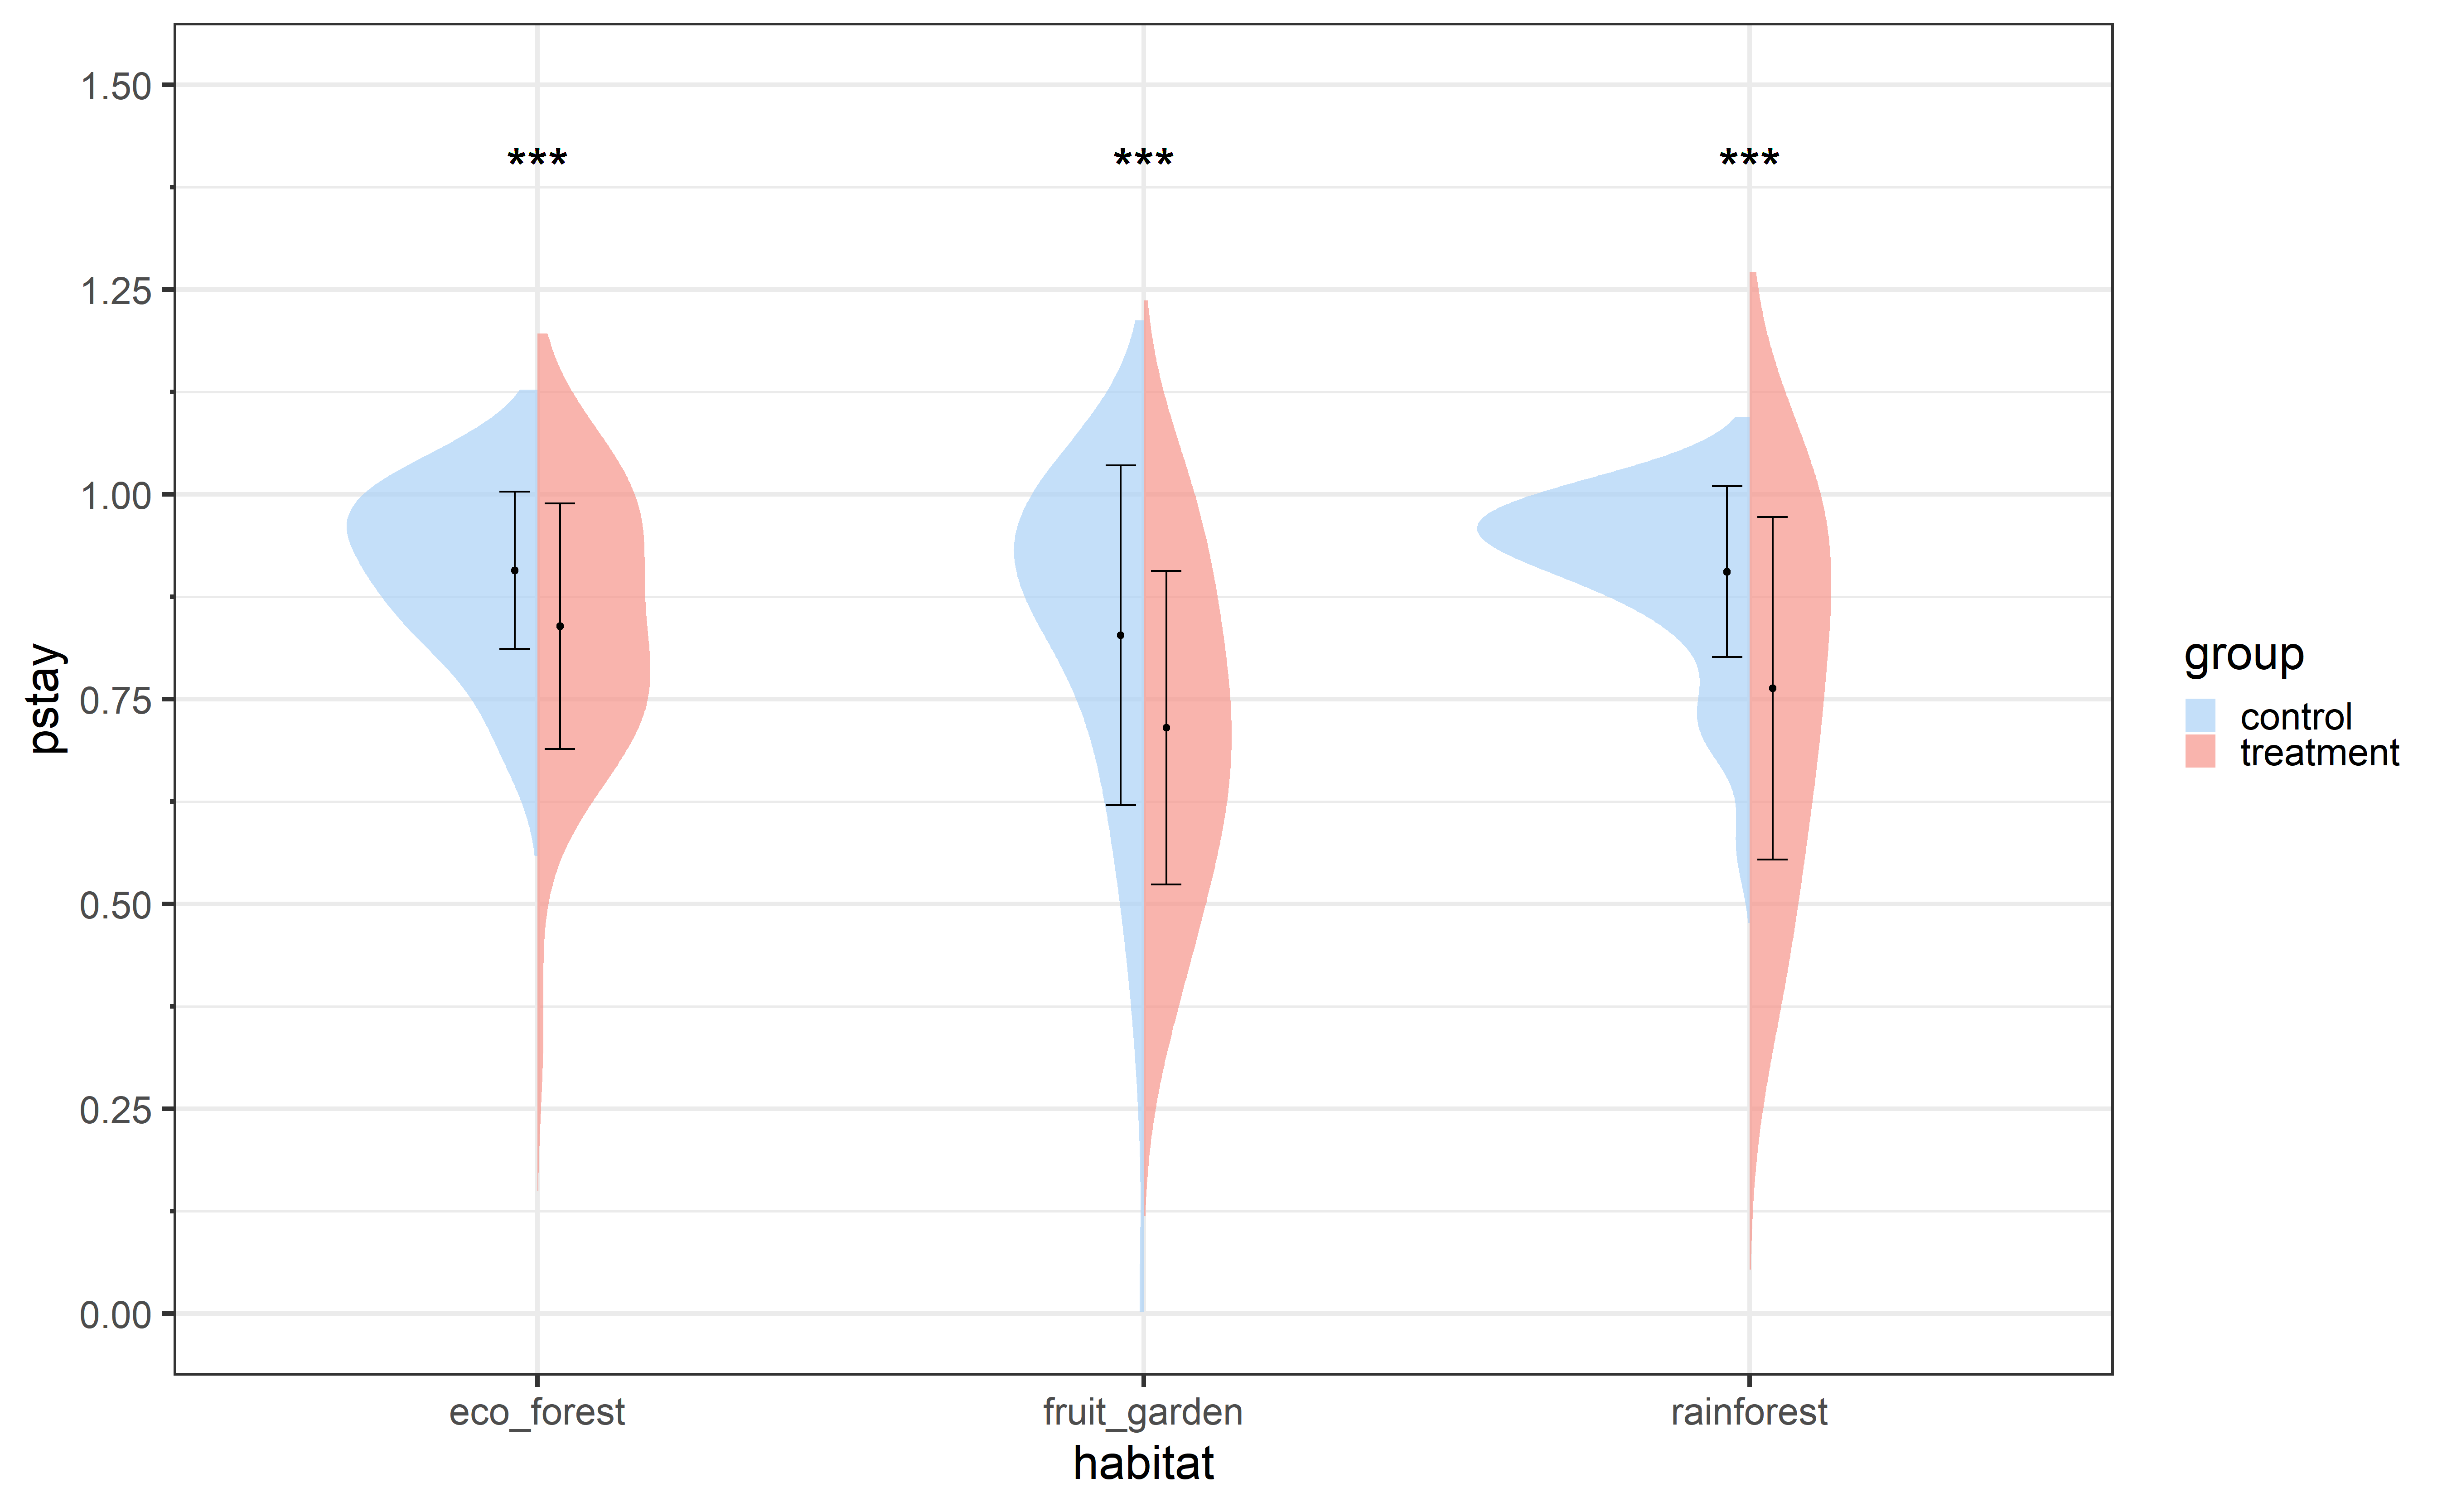 1.50
1.25
1.00
0.75
0.50
0.25
0.00
pstay
*** *** ***
eco_forest fruit_garden rainforest
habitat
group
control
treatment